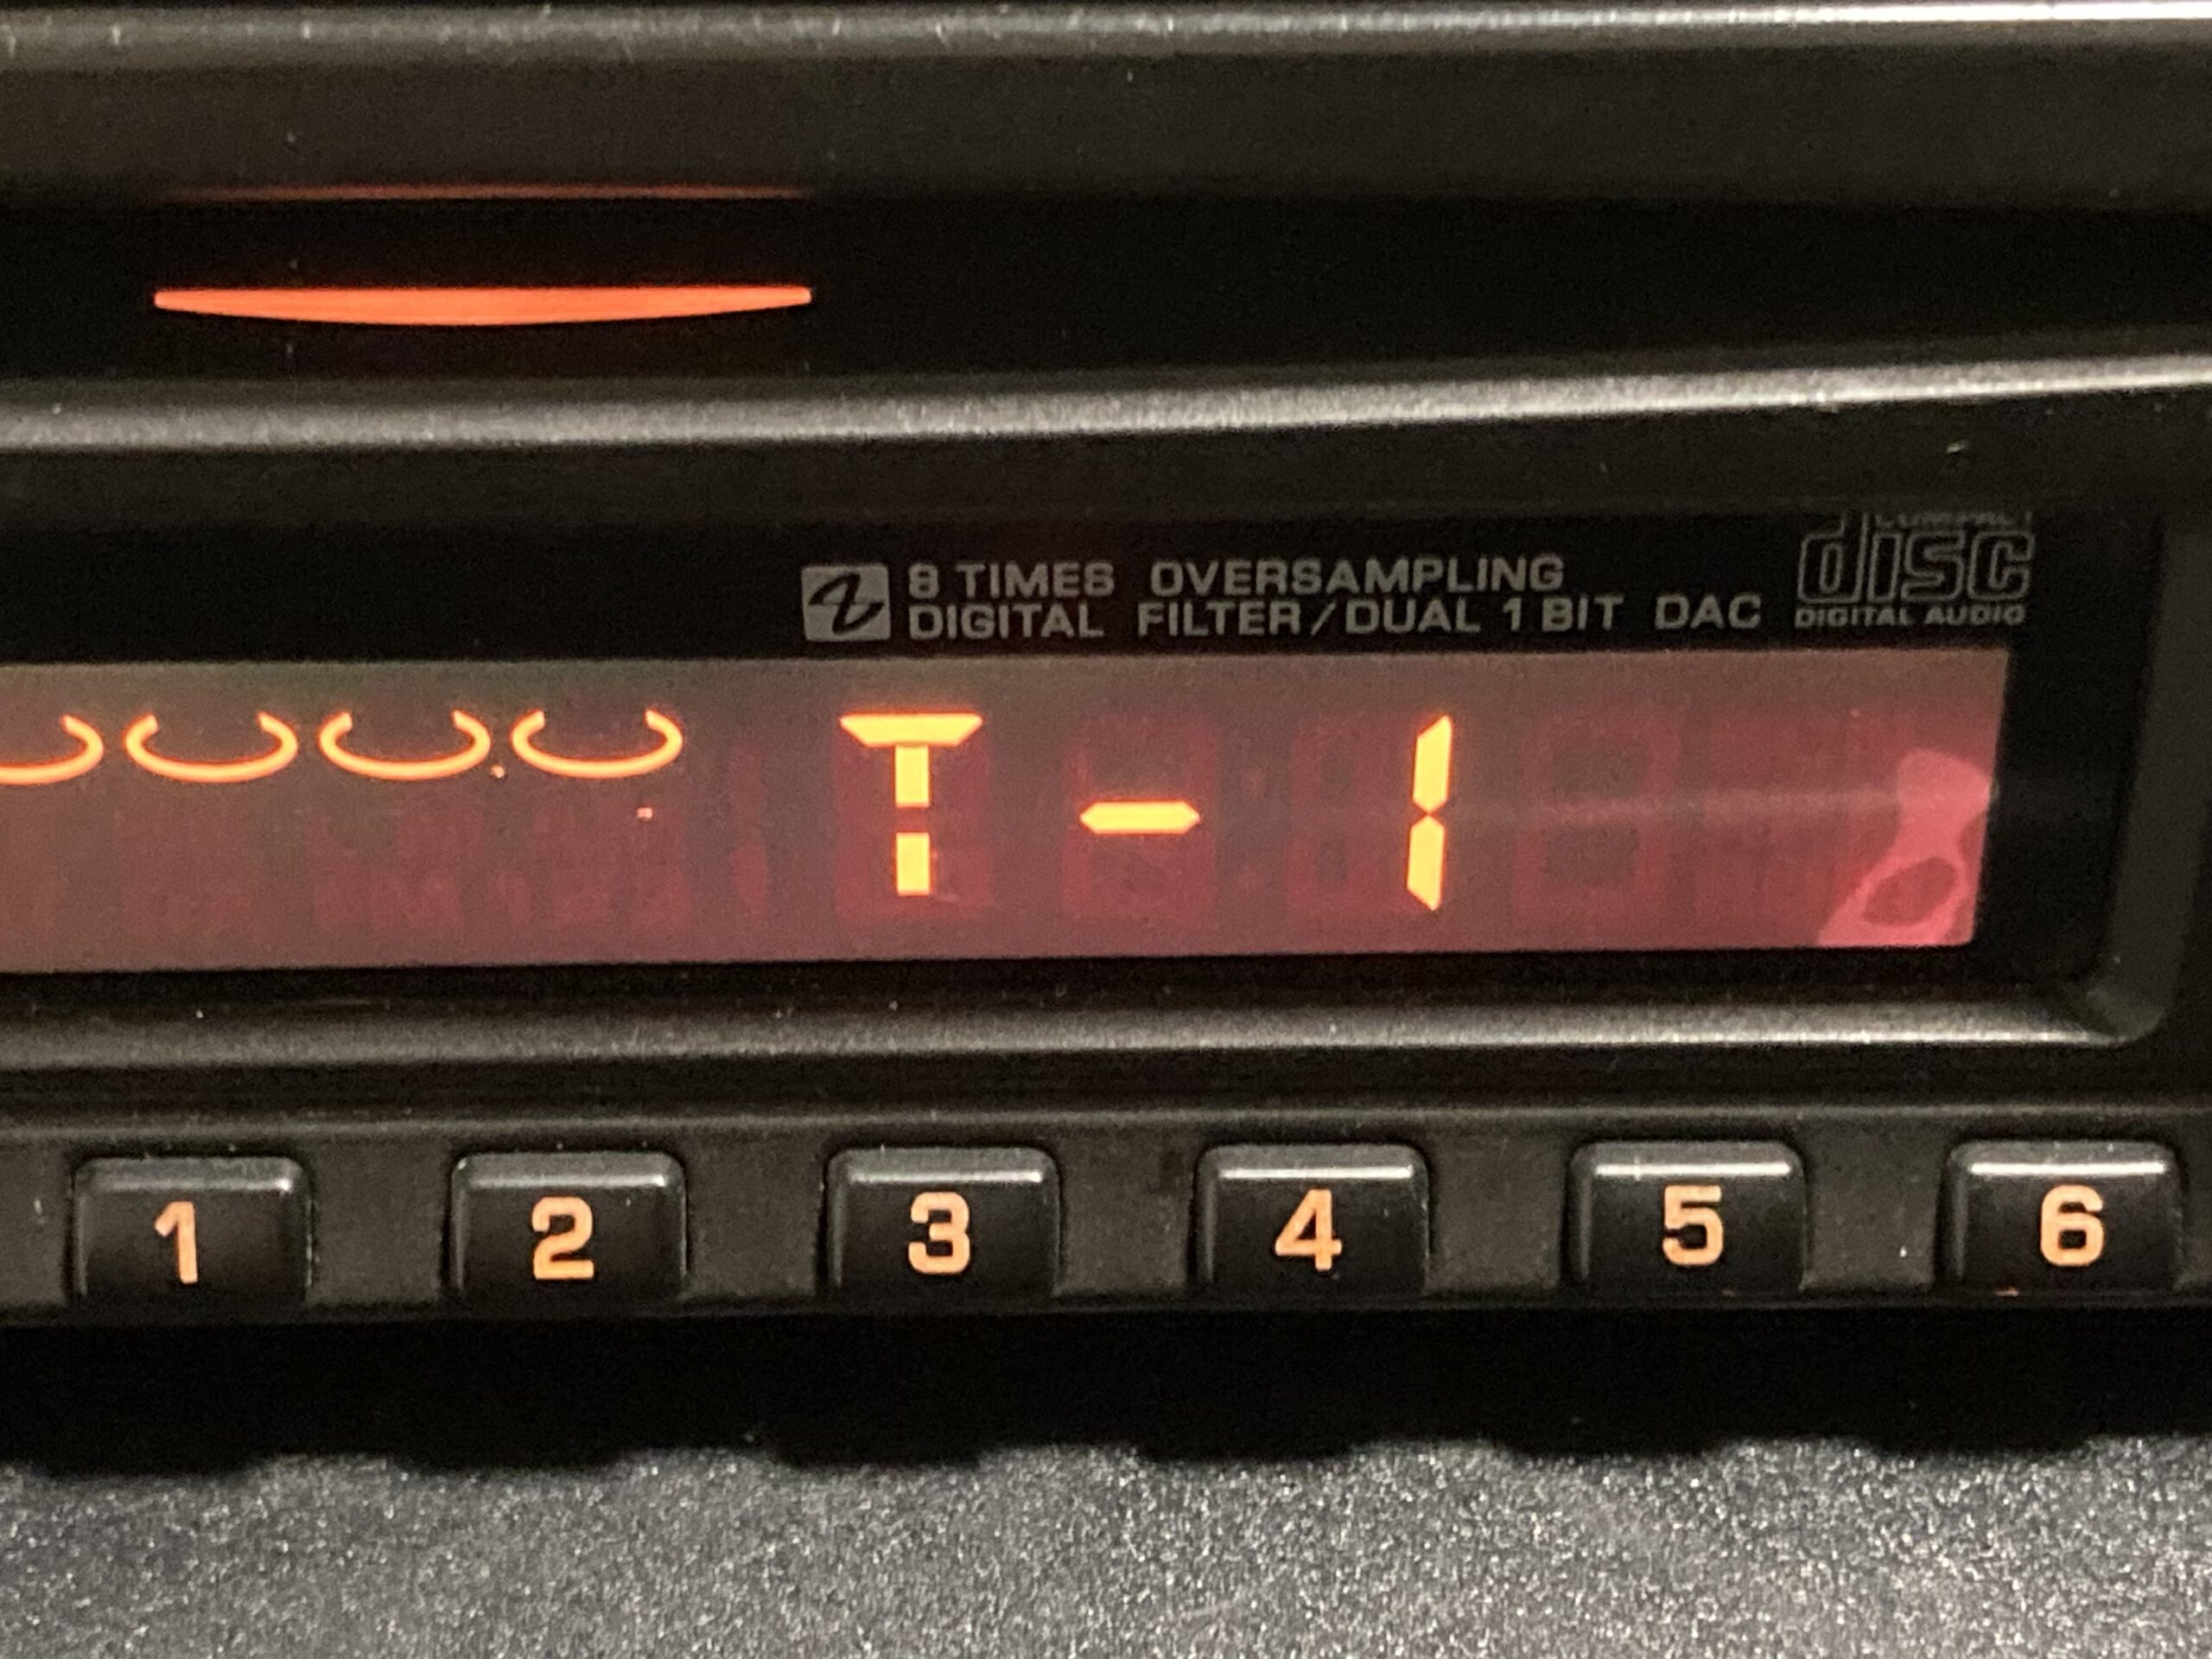 8 TIMES OVERSAMPLING
DIGITAL FILTER/DUAL 1 BIT DAC
COMPACT
disc
DIGITAL AUDIO
T-1
1 2 3 4 5 6